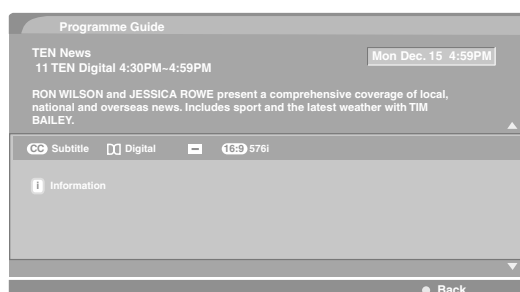 Programme Guide
TEN News
11 TEN Digital 4:30PM~4:59PM
Mon Dec. 15 4:59PM
RON WILSON and JESSICA ROWE present a comprehensive coverage of local,
national and overseas news. Includes sport and the latest weather with TIM
BAILEY.
CC Subtitle Digital 16:9 576i
i Information
Back